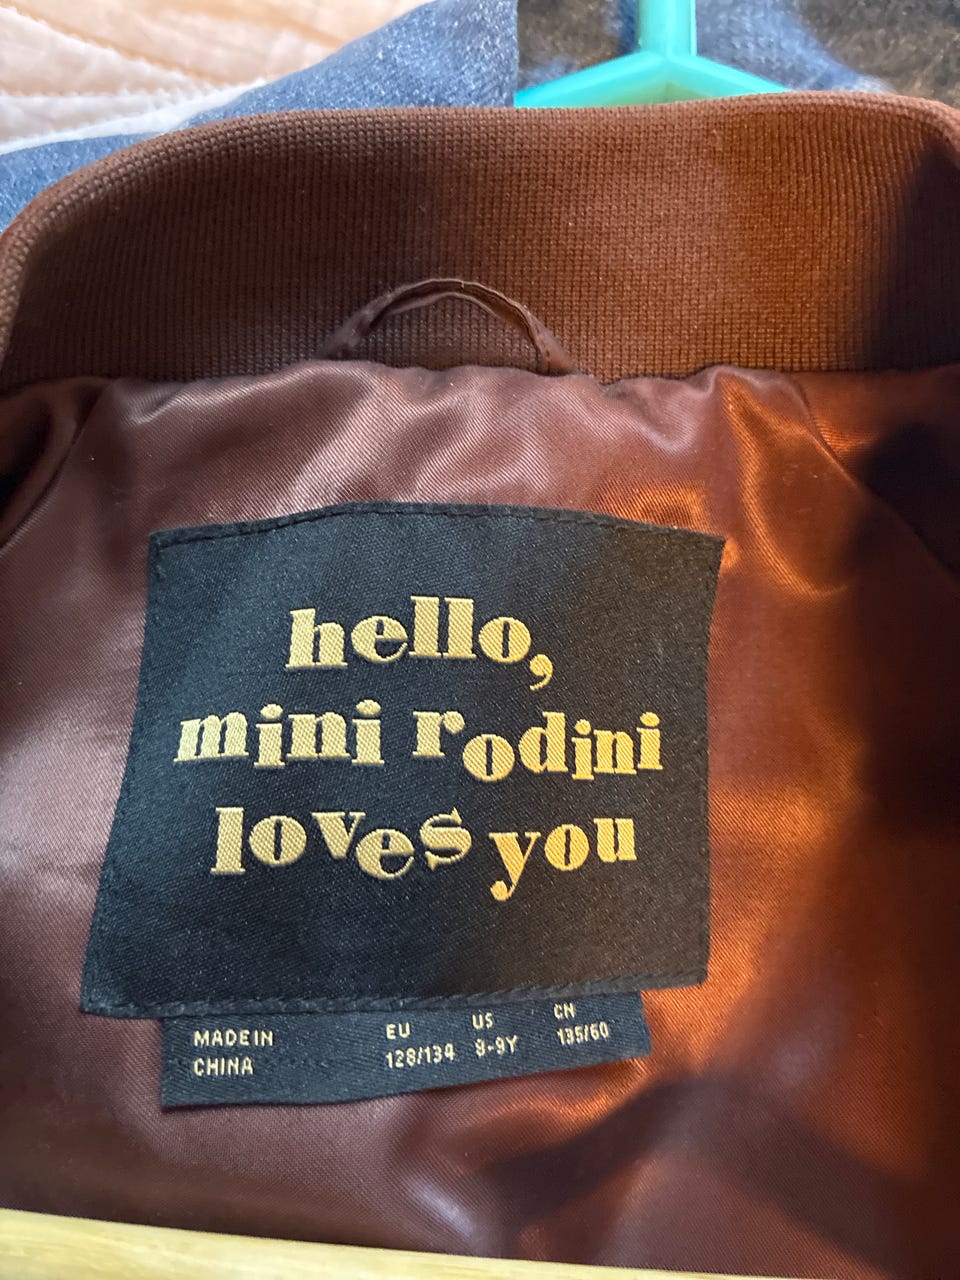 hello,
mini rodini
loves you
MADE IN
CHINA
EU
128/134
US
8-9Y
CN
135/60